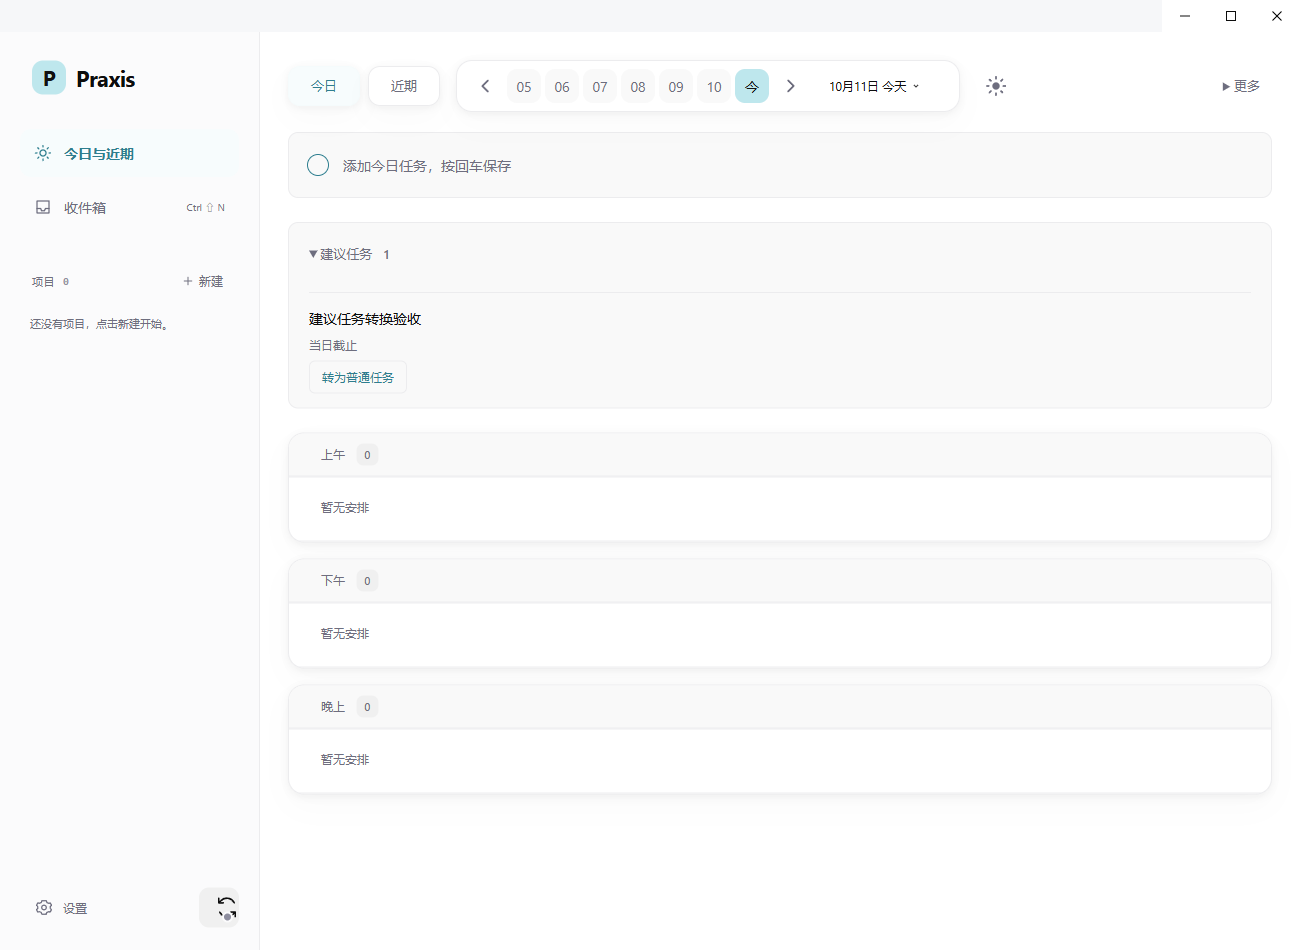 P Praxis
今日与近期
收件箱 Ctrl ⇧ N
项目 0 + 新建
还没有项目，点击新建开始。
设置
今日 近期 05 06 07 08 09 10 今 10月11日 今天 更多
添加今日任务，按回车保存
建议任务 1
建议任务转换验收
当日截止
转为普通任务
上午 0
暂无安排
下午 0
暂无安排
晚上 0
暂无安排